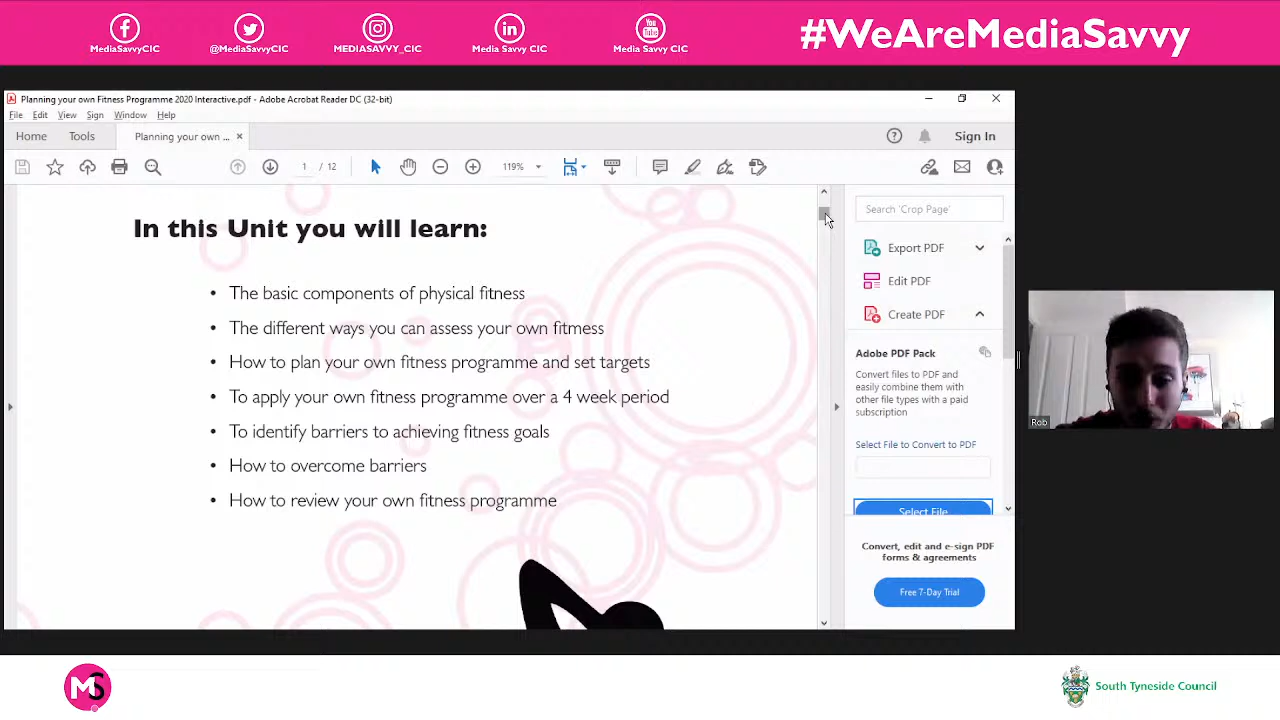 MediaSavvyCIC
@MediaSavvyCIC
MEDIASAVVY_CIC
Media Savvy CIC
You Tube
Media Savvy CIC
#WeAreMediaSavvy
Planning your own Fitness Programme 2020 Interactive.pdf - Adobe Acrobat Reader DC (32-bit)
File Edit View Sign Window Help
Home Tools Planning your own ... × Sign In
1 / 12 119%
In this Unit you will learn:
• The basic components of physical fitness
• The different ways you can assess your own fitmess
• How to plan your own fitness programme and set targets
• To apply your own fitness programme over a 4 week period
• To identify barriers to achieving fitness goals
• How to overcome barriers
• How to review your own fitness programme
Search 'Crop Page'
Export PDF
Edit PDF
Create PDF
Adobe PDF Pack
Convert files to PDF and
easily combine them with
other file types with a paid
subscription
Select File to Convert to PDF
Select File
Convert, edit and e-sign PDF
forms & agreements
Free 7-Day Trial
Rob
MS
South Tyneside Council